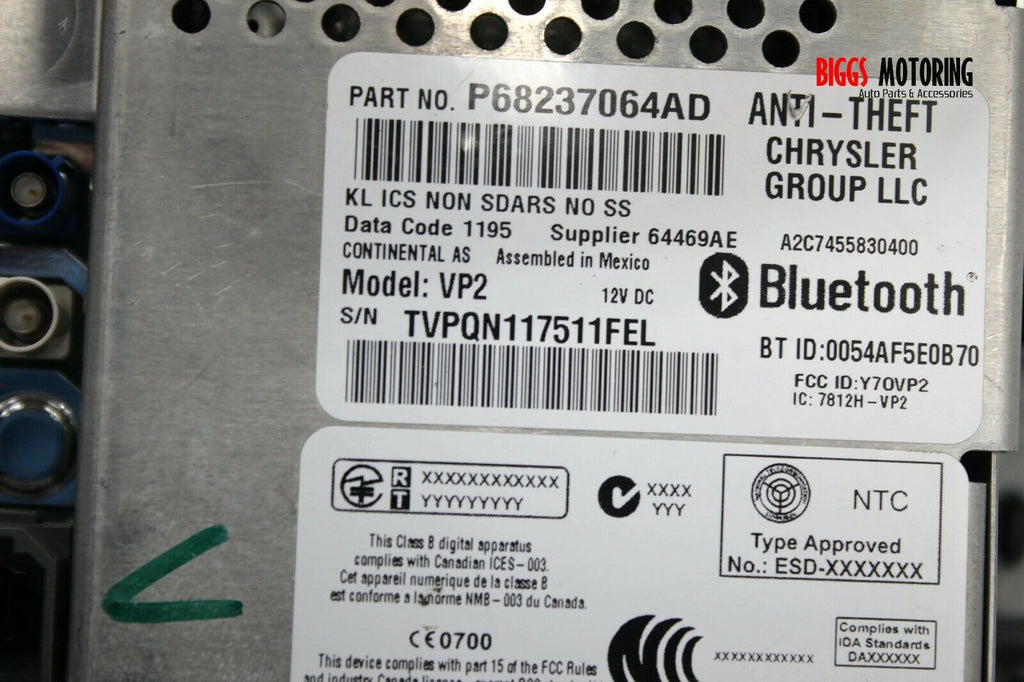 BIGGS MOTORING
Auto Parts & Accessories
PART NO. P68237064AD
ANTI-THEFT
CHRYSLER
GROUP LLC
KL ICS NON SDARS NO SS
Data Code 1195 Supplier 64469AE
A2C7455830400
CONTINENTAL AS Assembled in Mexico
Model: VP2 12V DC
Bluetooth®
S/N TVPQN117511FEL
BT ID:0054AF5E0B70
FCC ID:Y7OVP2
IC: 7812H-VP2
R
T
XXXXXXXXXXXX
YYYYYYYYY
XXXX
YYY
NTC
Type Approved
No.: ESD-XXXXXXX
This Class B digital apparatus
complies with Canadian ICES-003.
Cet appareil numerique de la classe B
est conforme a la norme NMB-003 du Canada.
CE0700
This device complies with part 15 of the FCC Rules
and industry Canada
XXXXXXXXXXXX
Complies with
IDA Standards
DAXXXXXX